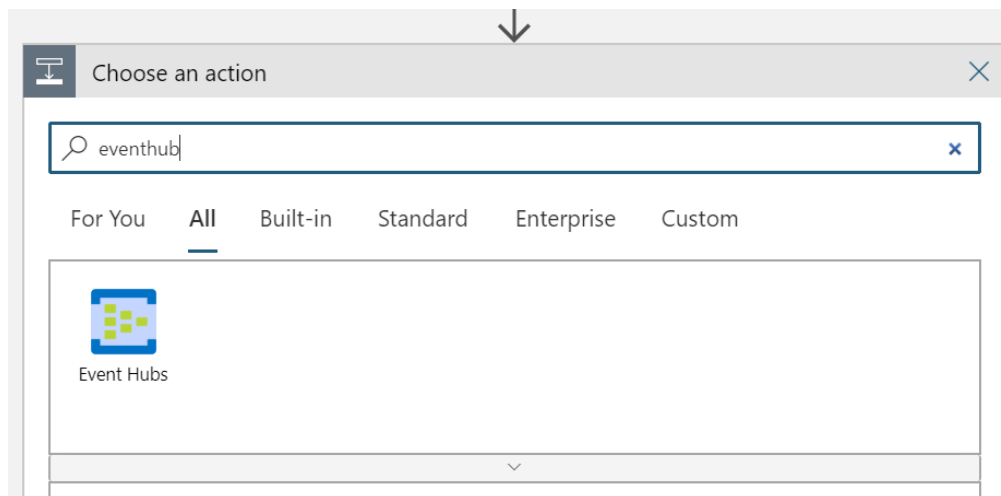 Choose an action
eventhub
For You All Built-in Standard Enterprise Custom
Event Hubs